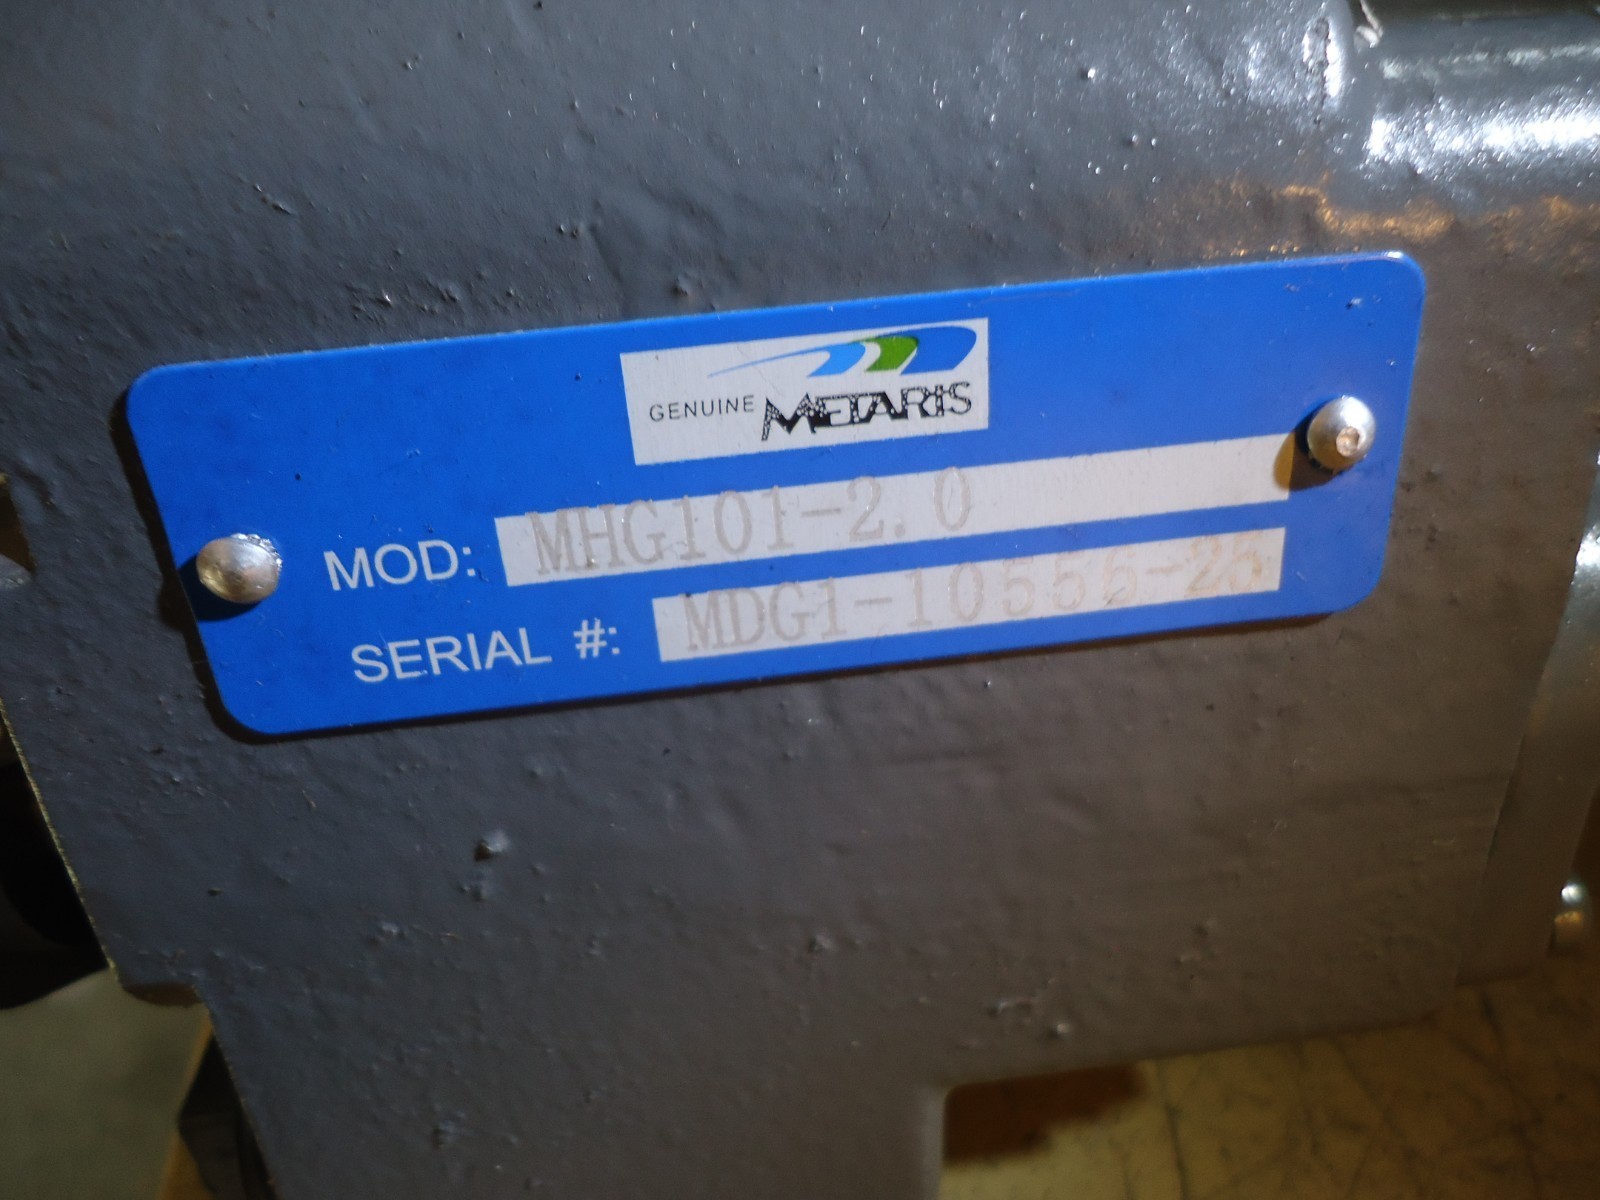 GENUINE METARIS
MOD: MHG101-2.0
SERIAL #: MDG1-10556-25